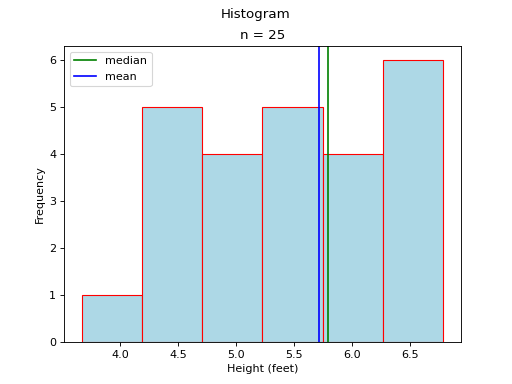 Histogram
n = 25
median
mean
6
5
4
3
2
1
0
Frequency
4.0 4.5 5.0 5.5 6.0 6.5
Height (feet)